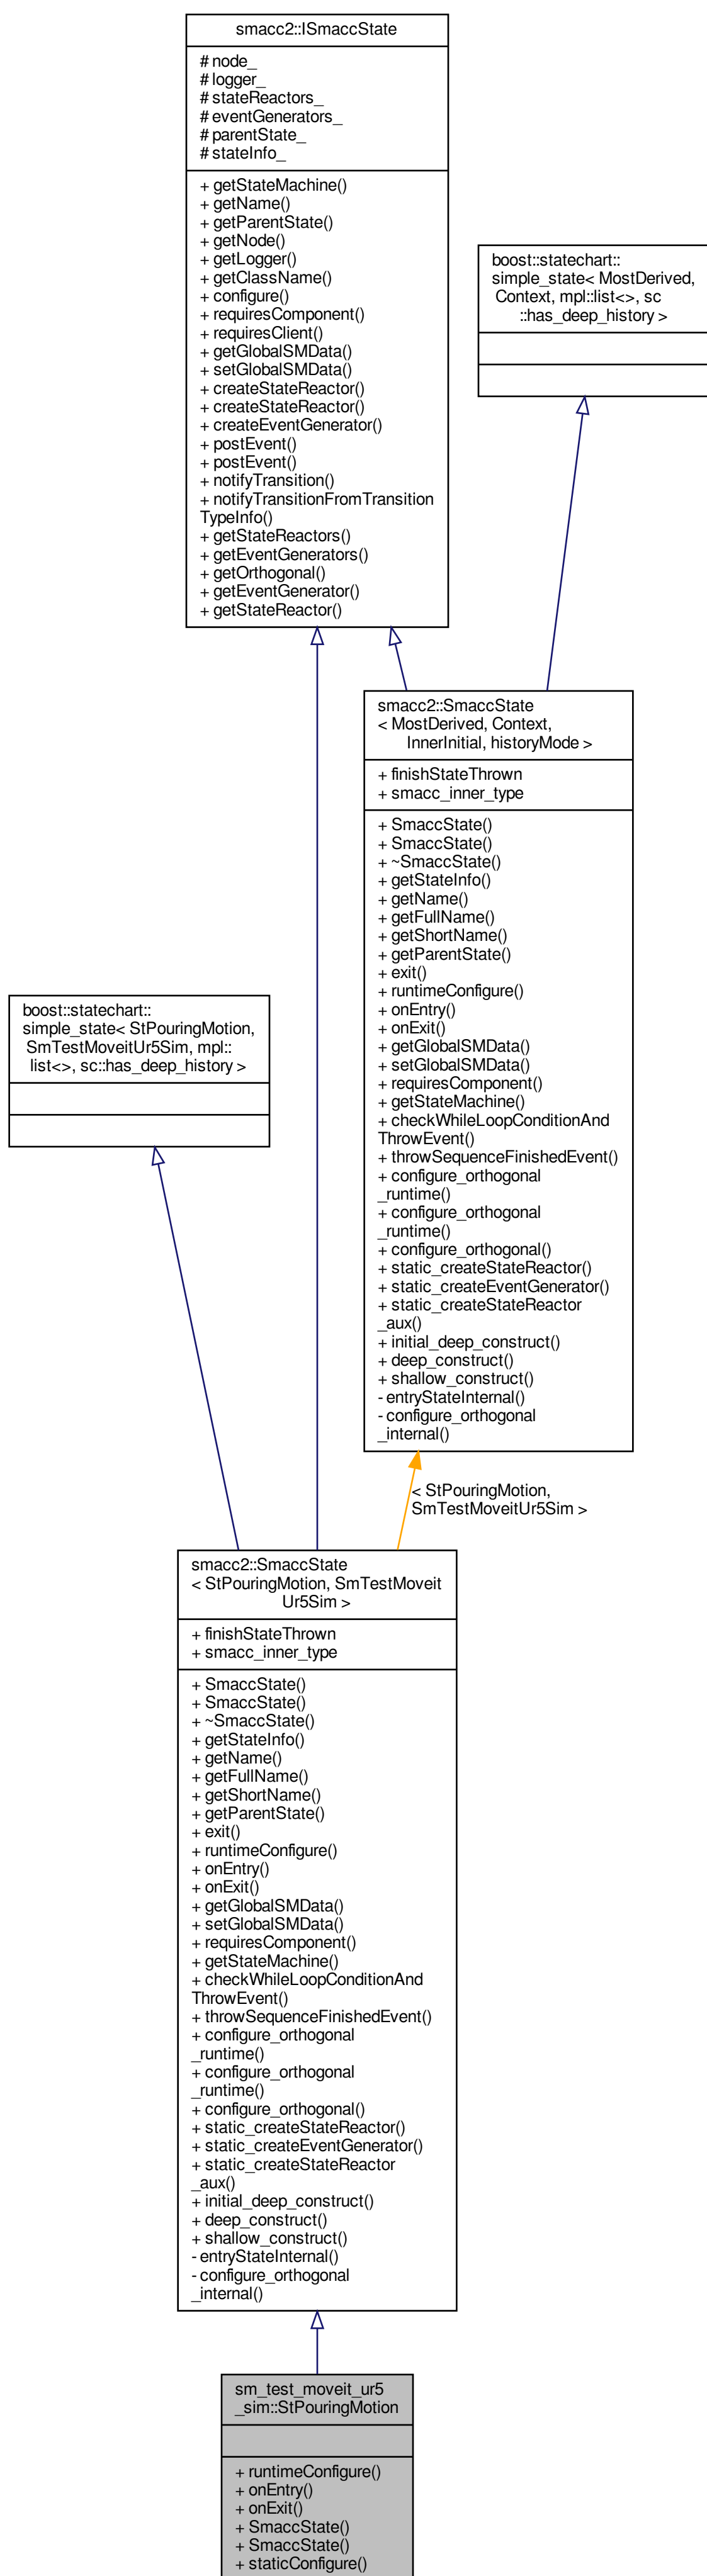 smacc2::ISmaccState
# node_
# logger_
# stateReactors_
# eventGenerators_
# parentState_
# stateInfo_
+ getStateMachine()
+ getName()
+ getParentState()
+ getNode()
+ getLogger()
+ getClassName()
+ configure()
+ requiresComponent()
+ requiresClient()
+ getGlobalSMData()
+ setGlobalSMData()
+ createStateReactor()
+ createStateReactor()
+ createEventGenerator()
+ postEvent()
+ postEvent()
+ notifyTransition()
+ notifyTransitionFromTransition
TypeInfo()
+ getStateReactors()
+ getEventGenerators()
+ getOrthogonal()
+ getEventGenerator()
+ getStateReactor()
boost::statechart::
simple_state< MostDerived,
Context, mpl::list<>, sc
::has_deep_history >
smacc2::SmaccState
< MostDerived, Context,
InnerInitial, historyMode >
+ finishStateThrown
+ smacc_inner_type
+ SmaccState()
+ SmaccState()
+ ~SmaccState()
+ getStateInfo()
+ getName()
+ getFullName()
+ getShortName()
+ getParentState()
+ exit()
+ runtimeConfigure()
+ onEntry()
+ onExit()
+ getGlobalSMData()
+ setGlobalSMData()
+ requiresComponent()
+ getStateMachine()
+ checkWhileLoopConditionAnd
ThrowEvent()
+ throwSequenceFinishedEvent()
+ configure_orthogonal
_runtime()
+ configure_orthogonal
_runtime()
+ configure_orthogonal()
+ static_createStateReactor()
+ static_createEventGenerator()
+ static_createStateReactor
_aux()
+ initial_deep_construct()
+ deep_construct()
+ shallow_construct()
- entryStateInternal()
- configure_orthogonal
_internal()
boost::statechart::
simple_state< StPouringMotion,
SmTestMoveitUr5Sim, mpl::
list<>, sc::has_deep_history >
< StPouringMotion,
SmTestMoveitUr5Sim >
smacc2::SmaccState
< StPouringMotion, SmTestMoveit
Ur5Sim >
+ finishStateThrown
+ smacc_inner_type
+ SmaccState()
+ SmaccState()
+ ~SmaccState()
+ getStateInfo()
+ getName()
+ getFullName()
+ getShortName()
+ getParentState()
+ exit()
+ runtimeConfigure()
+ onEntry()
+ onExit()
+ getGlobalSMData()
+ setGlobalSMData()
+ requiresComponent()
+ getStateMachine()
+ checkWhileLoopConditionAnd
ThrowEvent()
+ throwSequenceFinishedEvent()
+ configure_orthogonal
_runtime()
+ configure_orthogonal
_runtime()
+ configure_orthogonal()
+ static_createStateReactor()
+ static_createEventGenerator()
+ static_createStateReactor
_aux()
+ initial_deep_construct()
+ deep_construct()
+ shallow_construct()
- entryStateInternal()
- configure_orthogonal
_internal()
sm_test_moveit_ur5
_sim::StPouringMotion
+ runtimeConfigure()
+ onEntry()
+ onExit()
+ SmaccState()
+ SmaccState()
+ staticConfigure()